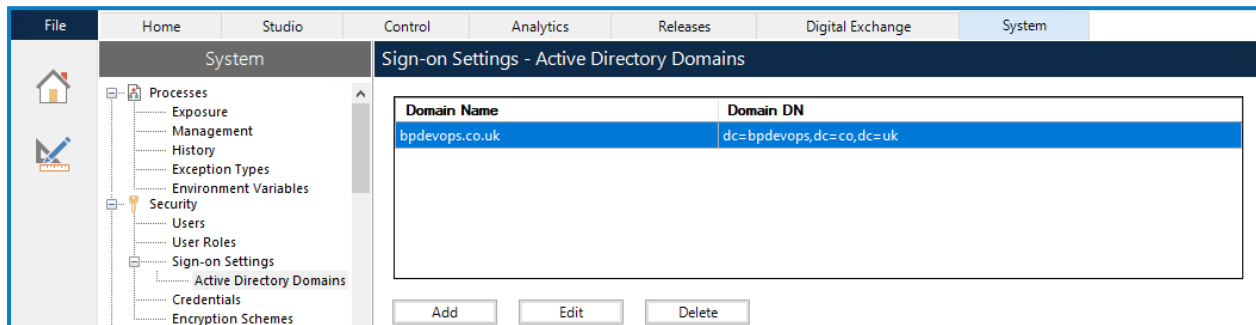 File Home Studio Control Analytics Releases Digital Exchange System
System
Sign-on Settings - Active Directory Domains
Processes
Exposure
Management
History
Exception Types
Environment Variables
Security
Users
User Roles
Sign-on Settings
Active Directory Domains
Credentials
Encryption Schemes
Domain Name Domain DN
bpdevops.co.uk dc=bpdevops,dc=co,dc=uk
Add Edit Delete